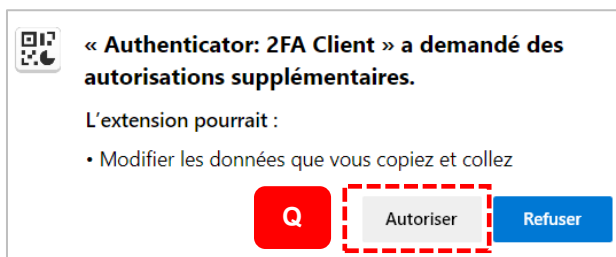 « Authenticator: 2FA Client » a demandé des
autorisations supplémentaires.
L'extension pourrait :
• Modifier les données que vous copiez et collez
Q Autoriser Refuser